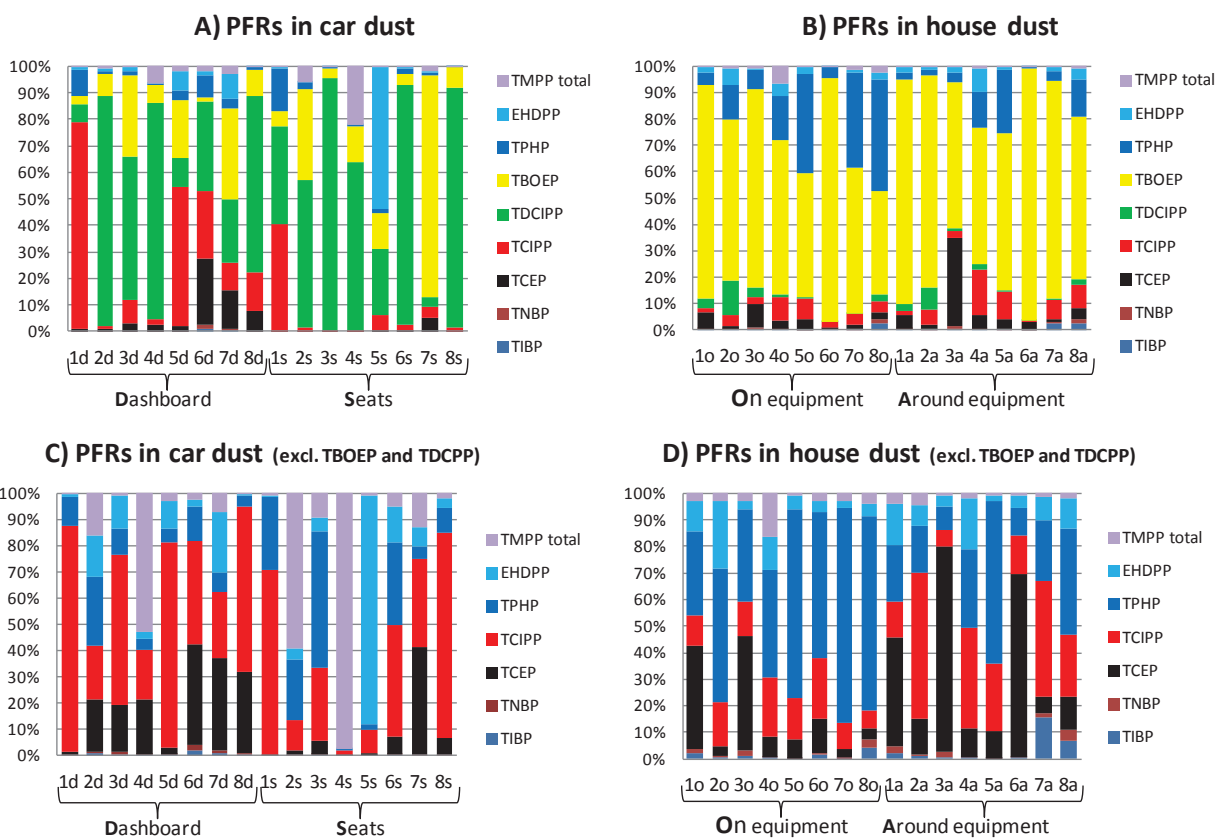 A) PFRs in car dust
100%
90%
80%
70%
60%
50%
40%
30%
20%
10%
0%
1d 2d 3d 4d 5d 6d 7d 8d 1s 2s 3s 4s 5s 6s 7s 8s
Dashboard Seats
TMPP total
EHDPP
TPHP
TBOEP
TDCIPP
TCIPP
TCEP
TNBP
TIBP
B) PFRs in house dust
100%
90%
80%
70%
60%
50%
40%
30%
20%
10%
0%
1o 2o 3o 4o 5o 6o 7o 8o 1a 2a 3a 4a 5a 6a 7a 8a
On equipment Around equipment
TMPP total
EHDPP
TPHP
TBOEP
TDCIPP
TCIPP
TCEP
TNBP
TIBP
C) PFRs in car dust (excl. TBOEP and TDCPP)
100%
90%
80%
70%
60%
50%
40%
30%
20%
10%
0%
1d 2d 3d 4d 5d 6d 7d 8d 1s 2s 3s 4s 5s 6s 7s 8s
Dashboard Seats
TMPP total
EHDPP
TPHP
TCIPP
TCEP
TNBP
TIBP
D) PFRs in house dust (excl. TBOEP and TDCPP)
100%
90%
80%
70%
60%
50%
40%
30%
20%
10%
0%
1o 2o 3o 4o 5o 6o 7o 8o 1a 2a 3a 4a 5a 6a 7a 8a
On equipment Around equipment
TMPP total
EHDPP
TPHP
TCIPP
TCEP
TNBP
TIBP